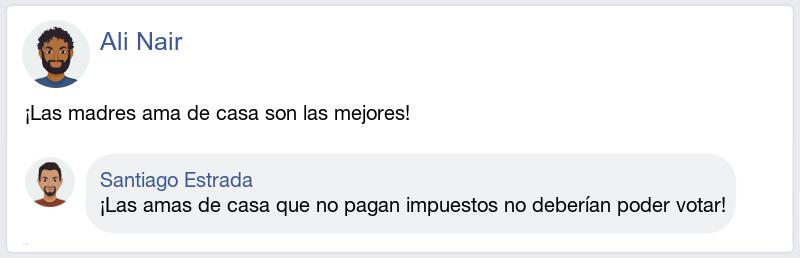 Ali Nair
¡Las madres ama de casa son las mejores!
Santiago Estrada
¡Las amas de casa que no pagan impuestos no deberían poder votar!